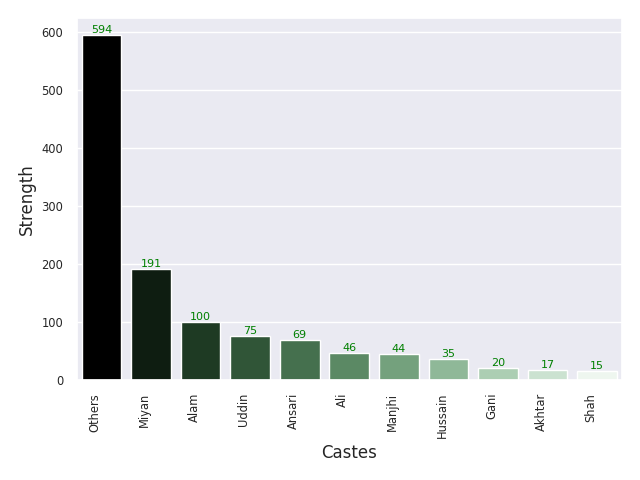 600
500
400
300
200
100
0
Strength
594
191
100
75
69
46
44
35
20
17
15
Others
Miyan
Alam
Uddin
Ansari
Ali
Manjhi
Hussain
Gani
Akhtar
Shah
Castes